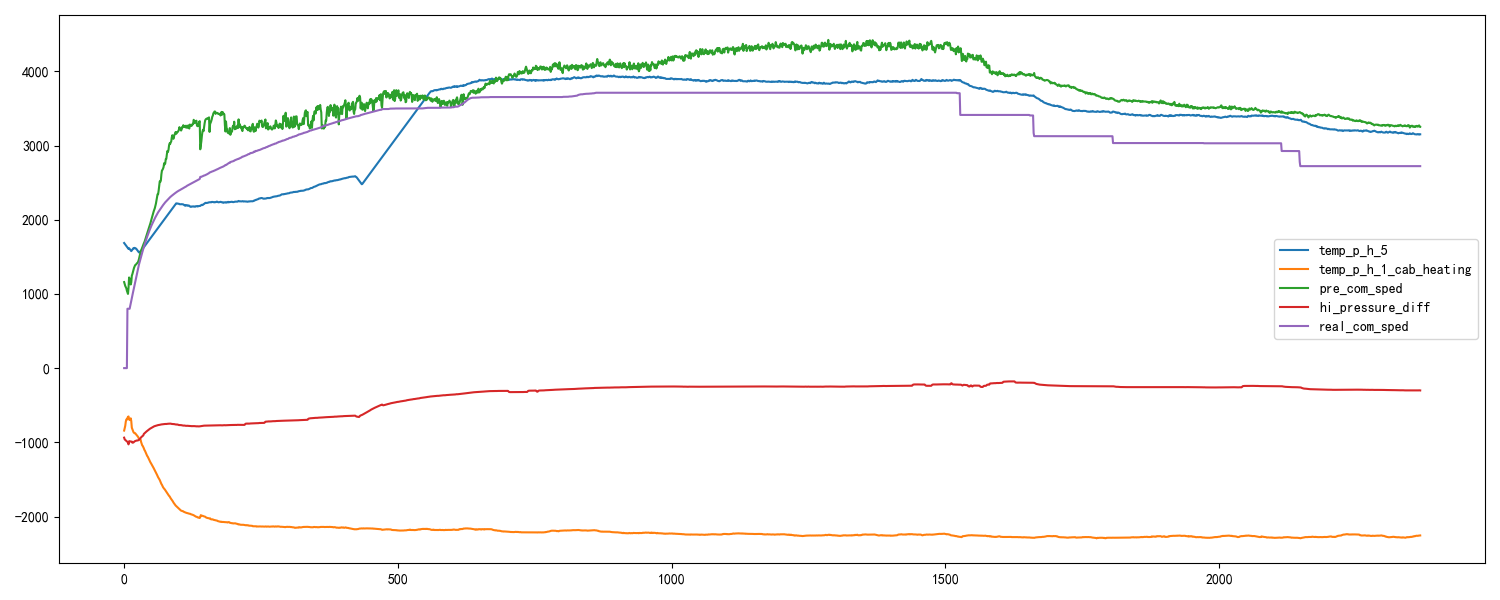 4000
3000
2000
1000
0
−1000
−2000
0
500
1000
1500
2000
temp_p_h_5
temp_p_h_1_cab_heating
pre_com_sped
hi_pressure_diff
real_com_sped